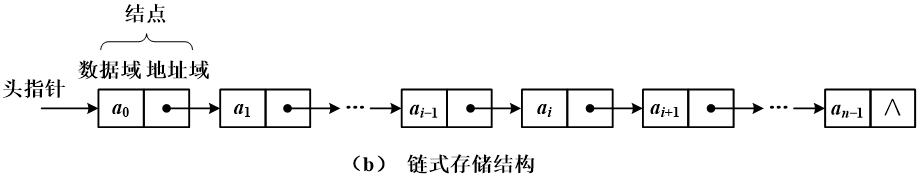 结点
数据域 地址域
头指针
a0 a1 ··· ai−1 ai ai+1 ··· an−1 ∧
（b） 链式存储结构